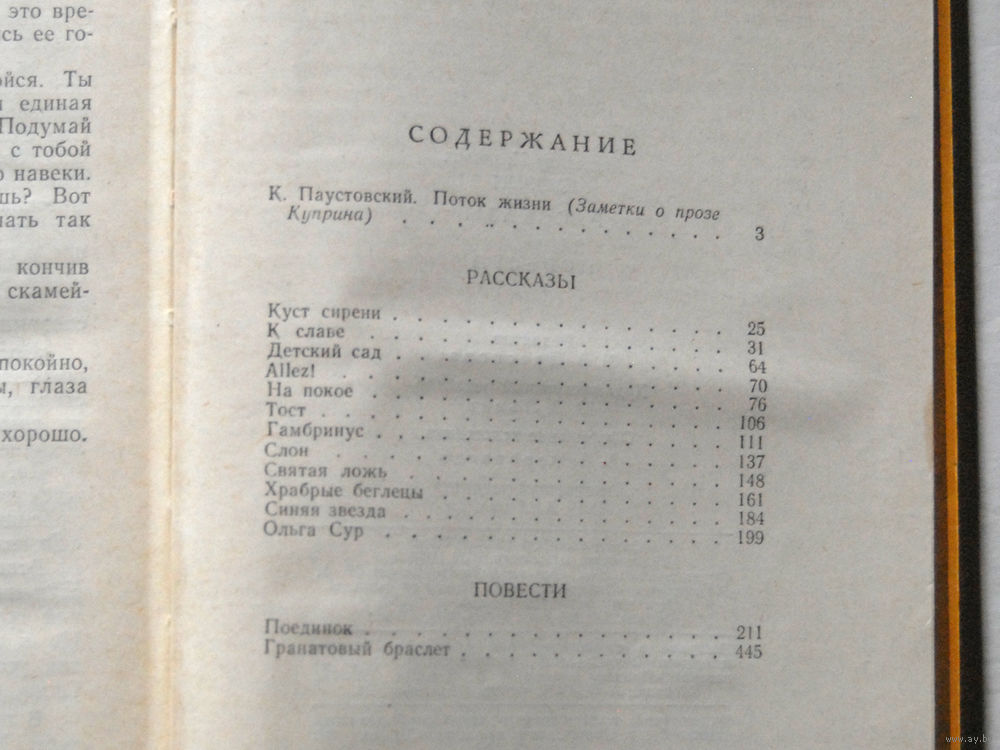 это вре-
сь ее го-
ойся. Ты
единая
Подумай
с тобой
навеки.
шь? Вот
лать так
кончив
скамей-
покойно,
глаза
хорошо.
СОДЕРЖАНИЕ
К. Паустовский. Поток жизни (Заметки о прозе
Куприна) . . . . . . . . . . . . . 3
РАССКАЗЫ
Куст сирени . . . . . . . . . . . . . 25
К славе . . . . . . . . . . . . . . 31
Детский сад . . . . . . . . . . . . . 64
Allez! . . . . . . . . . . . . . . . 70
На покое . . . . . . . . . . . . . . 76
Тост . . . . . . . . . . . . . . . 106
Гамбринус . . . . . . . . . . . . . . 111
Слон . . . . . . . . . . . . . . . 137
Святая ложь . . . . . . . . . . . . . 148
Храбрые беглецы . . . . . . . . . . . 161
Синяя звезда . . . . . . . . . . . . . 184
Ольга Сур . . . . . . . . . . . . . . 199
ПОВЕСТИ
Поединок . . . . . . . . . . . . . . 211
Гранатовый браслет . . . . . . . . . . . 445